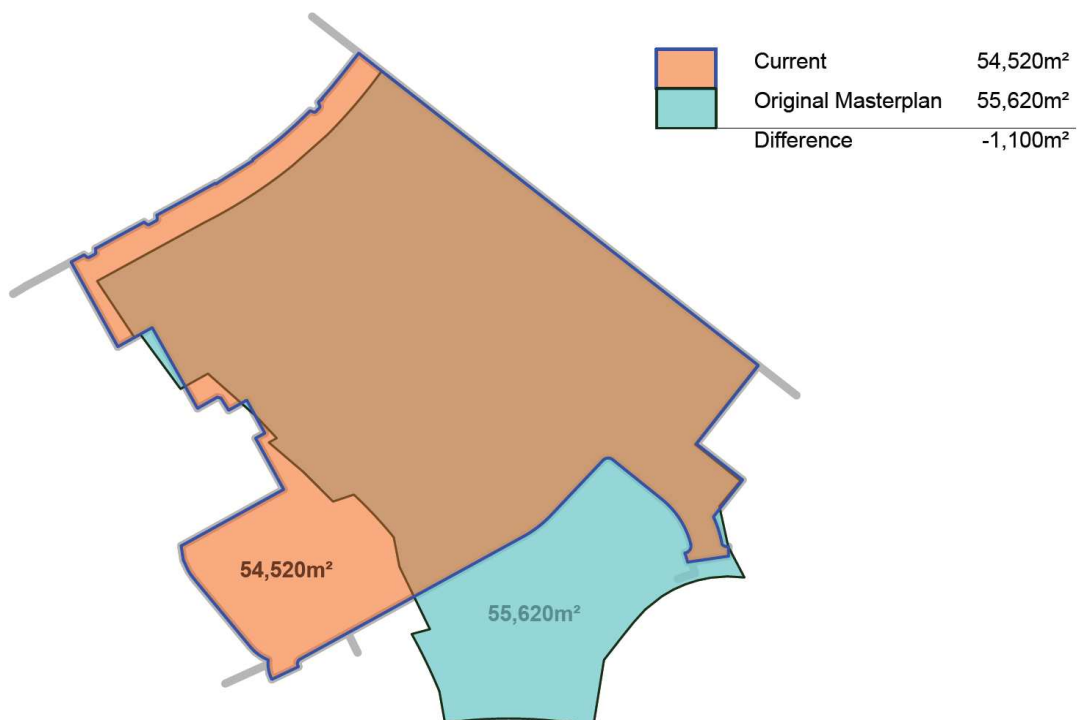 Current 54,520m²
Original Masterplan 55,620m²
Difference -1,100m²
54,520m²
55,620m²